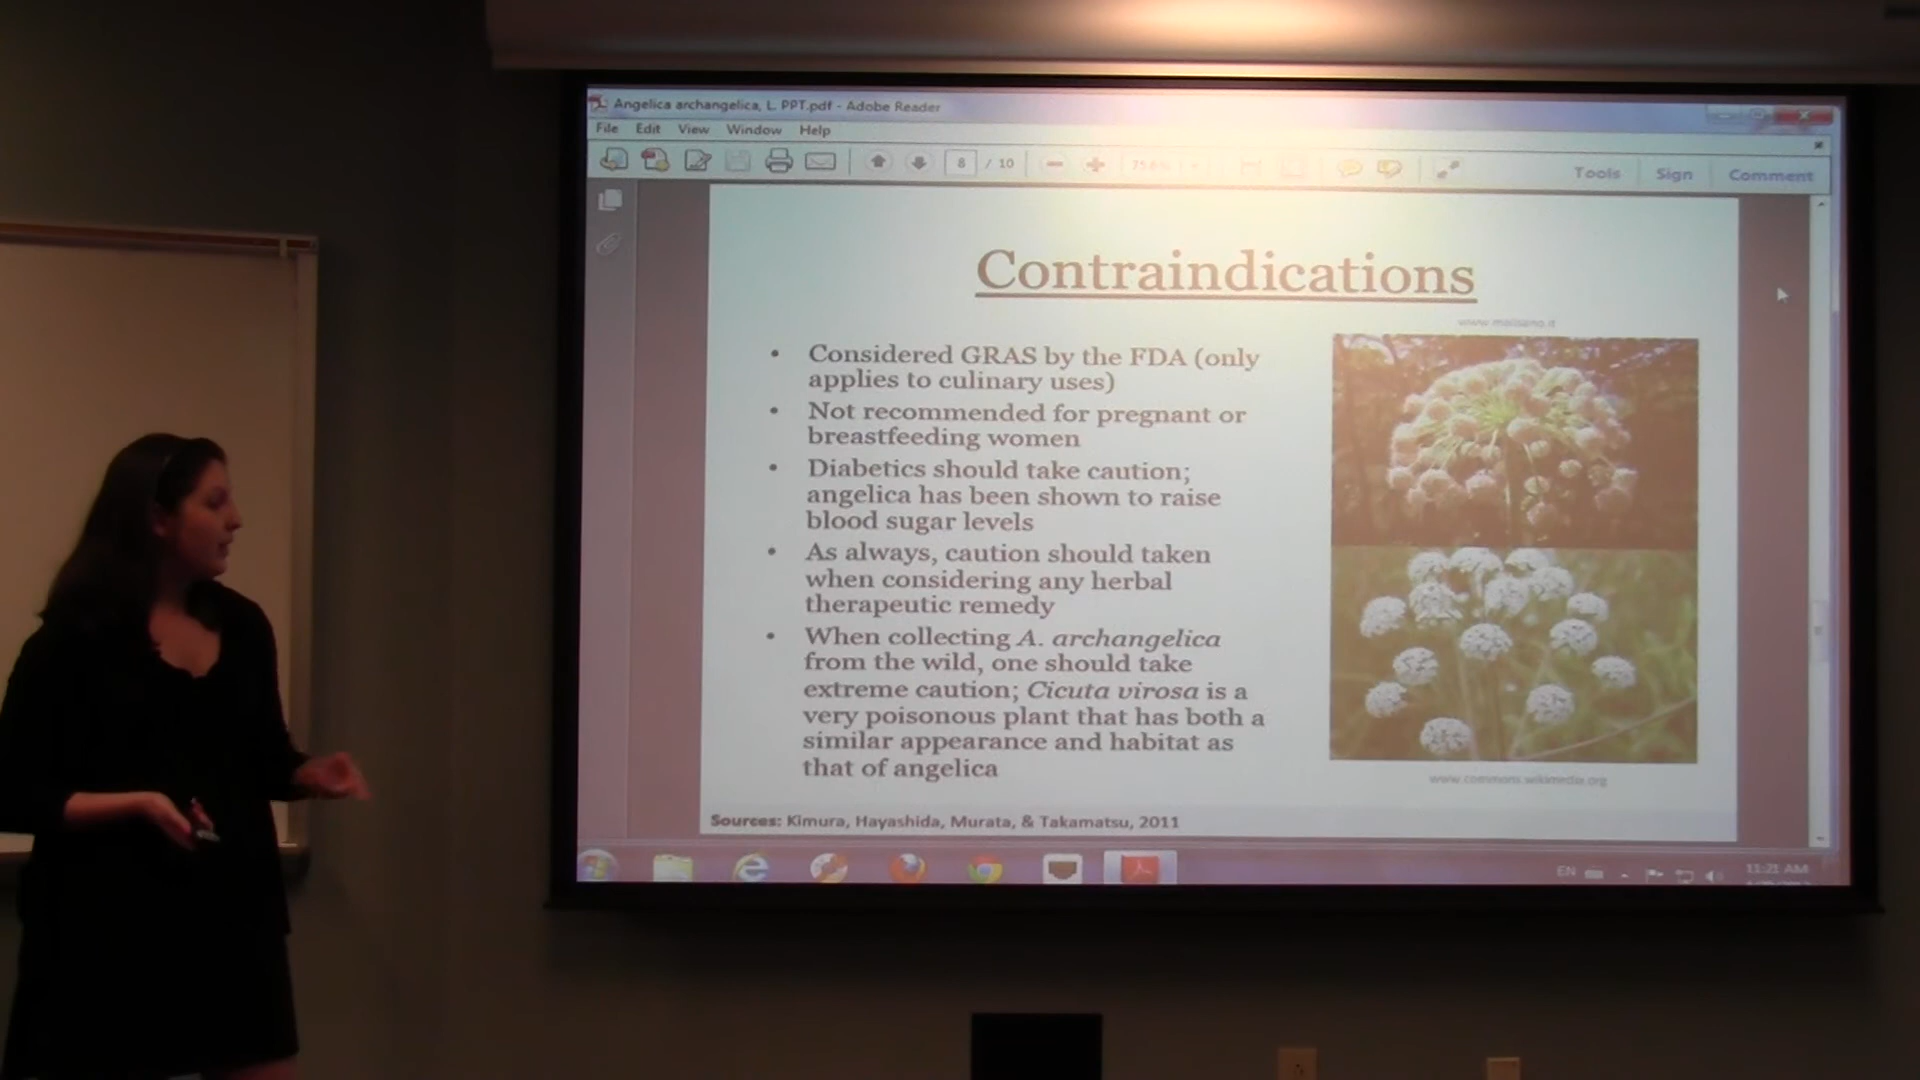 Angelica archangelica, L. PPT.pdf - Adobe Reader
File Edit View Window Help
8 / 10
Tools Sign Comment
Contraindications
• Considered GRAS by the FDA (only
applies to culinary uses)
• Not recommended for pregnant or
breastfeeding women
• Diabetics should take caution;
angelica has been shown to raise
blood sugar levels
• As always, caution should taken
when considering any herbal
therapeutic remedy
• When collecting A. archangelica
from the wild, one should take
extreme caution; Cicuta virosa is a
very poisonous plant that has both a
similar appearance and habitat as
that of angelica
www.commons.wikimedia.org
Sources: Kimura, Hayashida, Murata, & Takamatsu, 2011
EN
11:21 AM